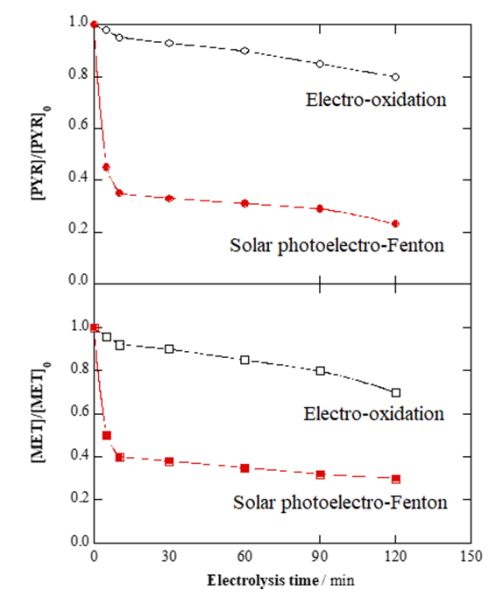 1.0
0.8
0.6
0.4
0.2
0.0
[PYR]/[PYR]0
Electro-oxidation
Solar photoelectro-Fenton
1.0
0.8
0.6
0.4
0.2
0.0
[MET]/[MET]0
Electro-oxidation
Solar photoelectro-Fenton
0 30 60 90 120 150
Electrolysis time / min